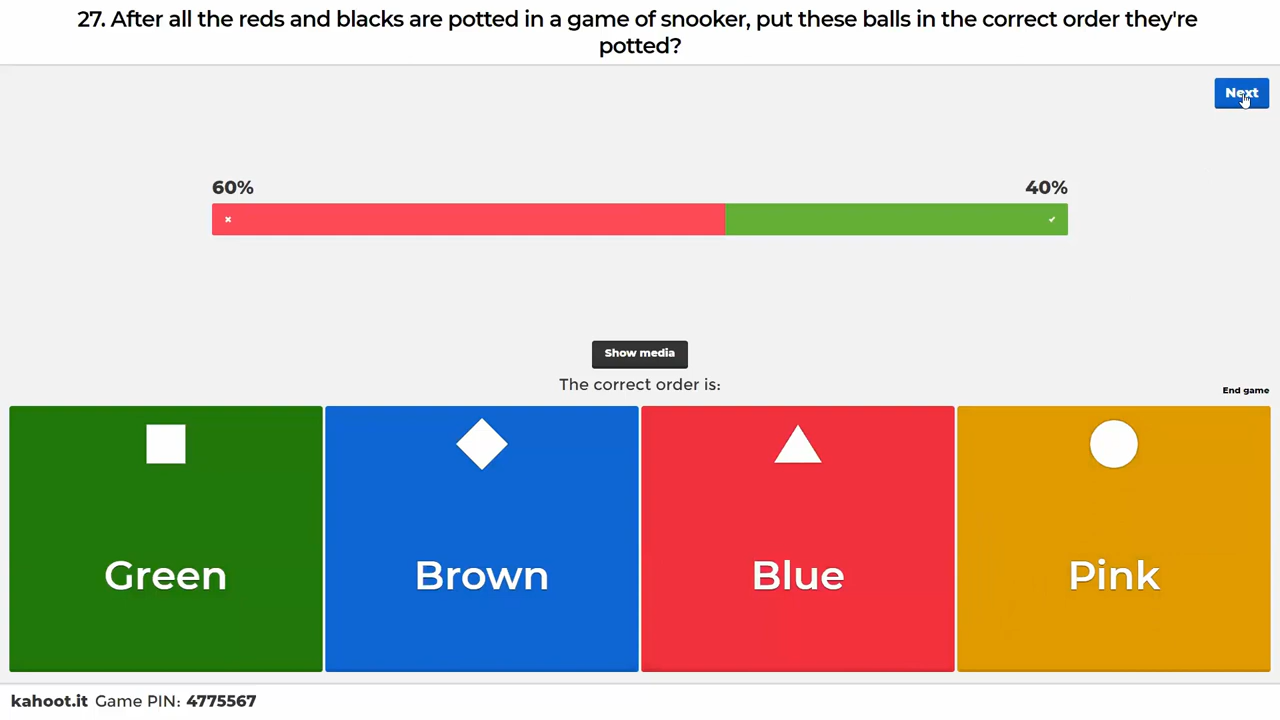 27. After all the reds and blacks are potted in a game of snooker, put these balls in the correct order they're
potted?
Next
60%
40%
Show media
The correct order is:
End game
Green
Brown
Blue
Pink
kahoot.it Game PIN: 4775567